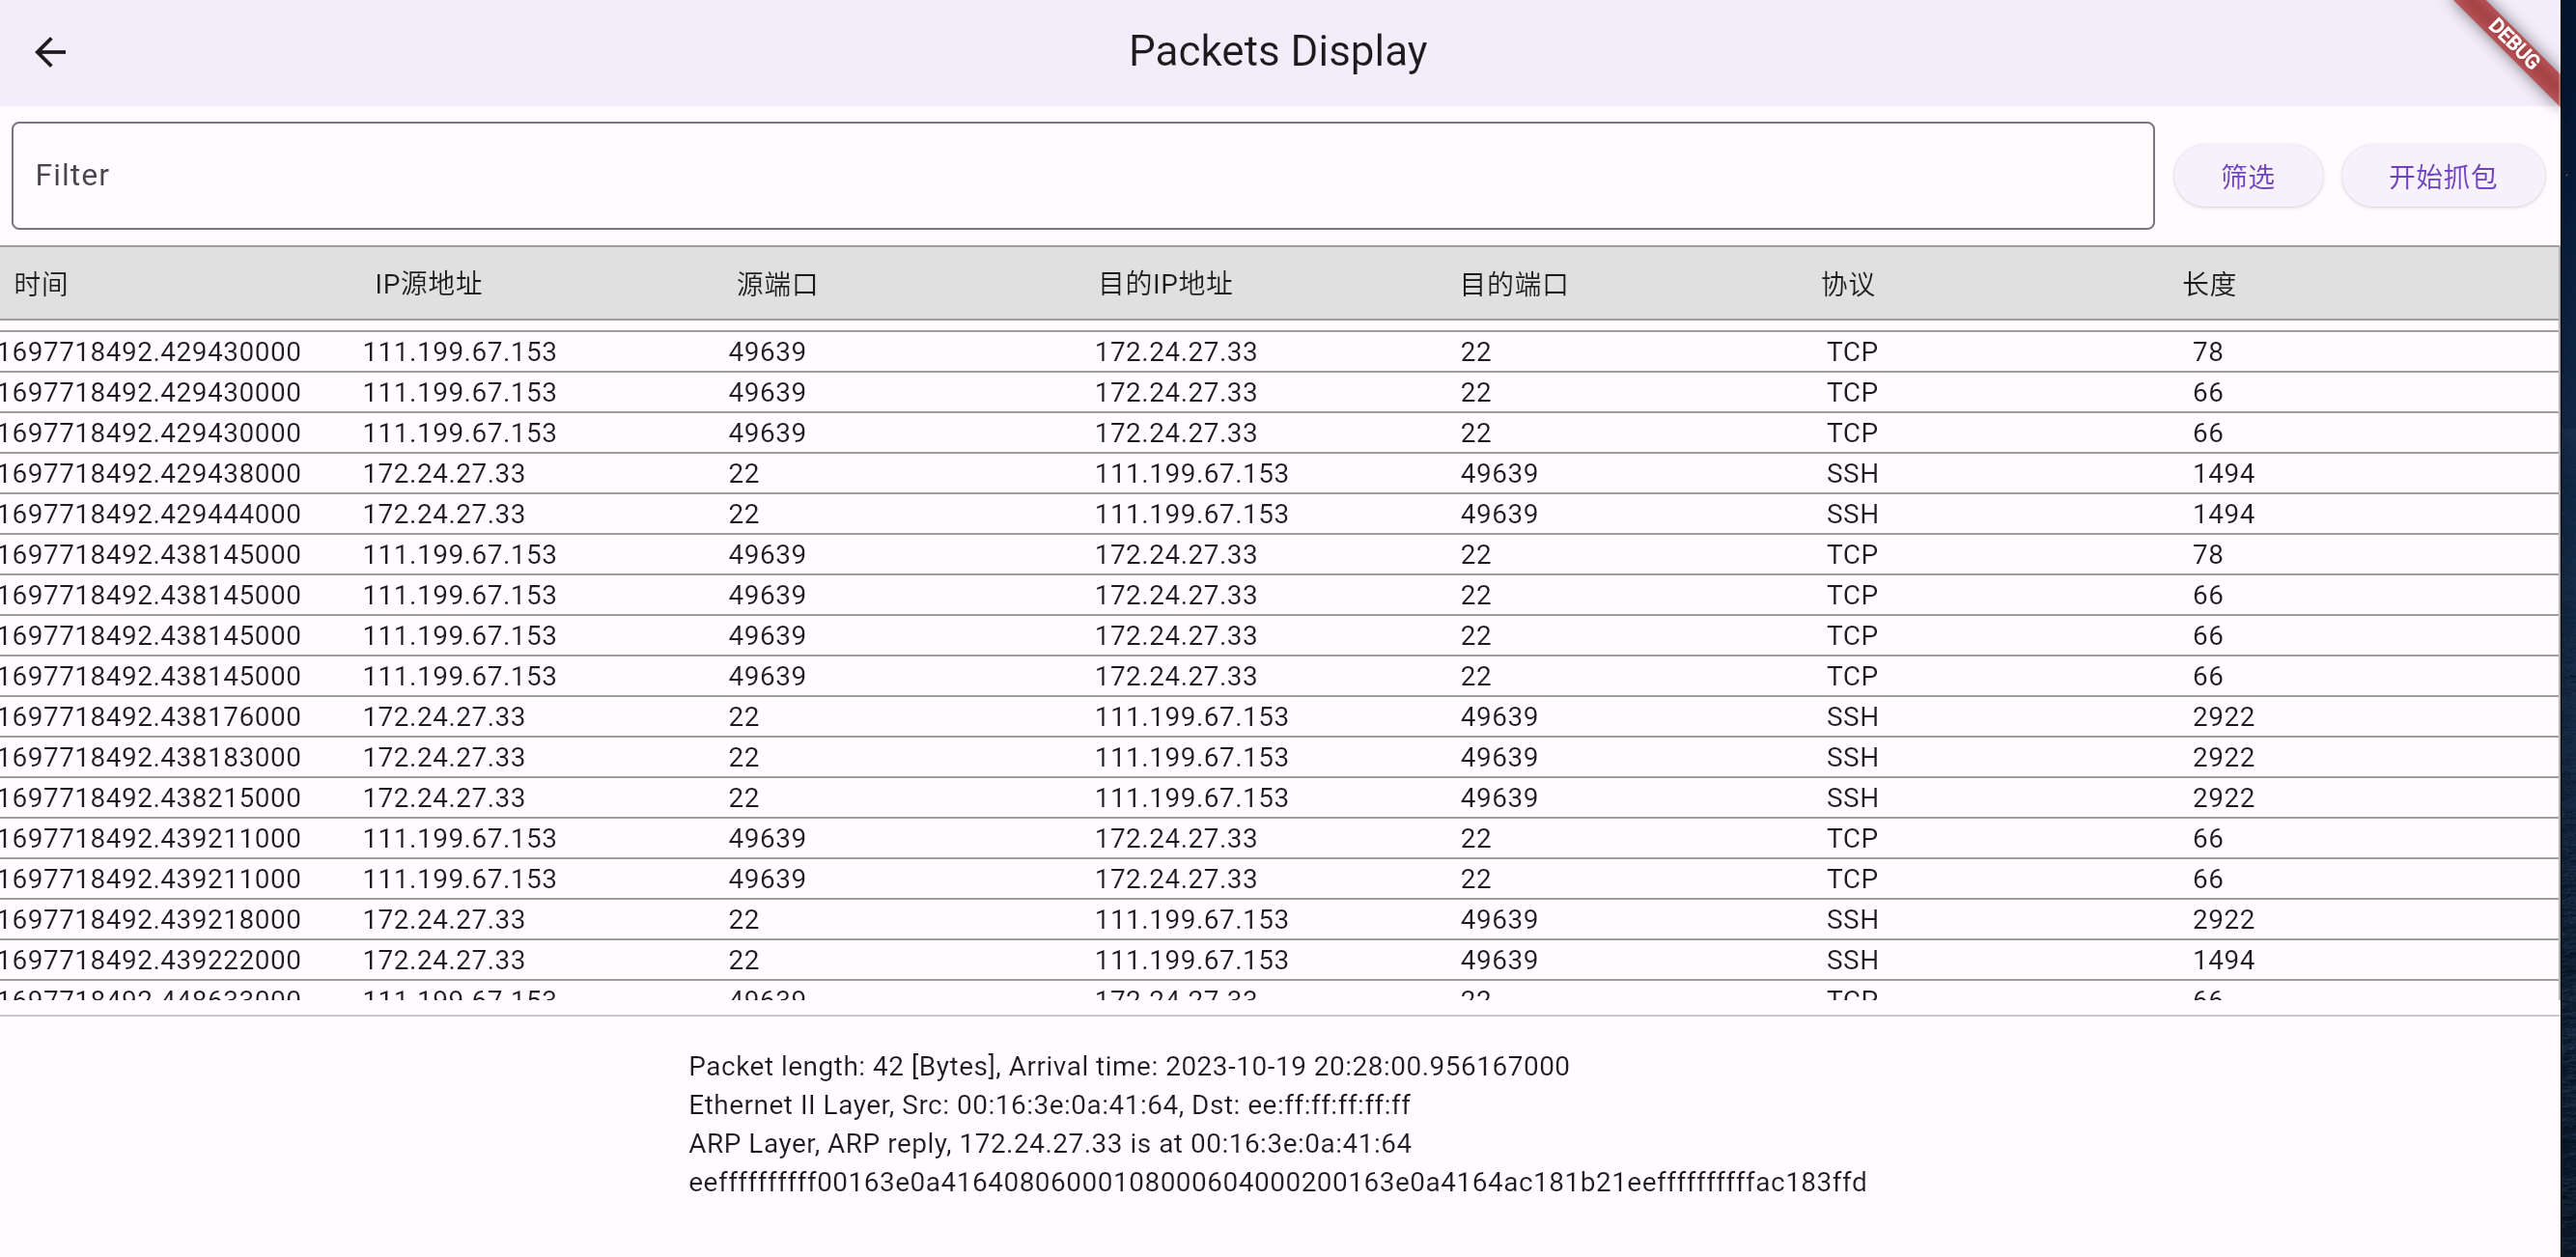 Packets Display
DEBUG
Filter
筛选 开始抓包
时间 IP源地址 源端口 目的IP地址 目的端口 协议 长度
1697718492.429430000 111.199.67.153 49639 172.24.27.33 22 TCP 78
1697718492.429430000 111.199.67.153 49639 172.24.27.33 22 TCP 66
1697718492.429430000 111.199.67.153 49639 172.24.27.33 22 TCP 66
1697718492.429438000 172.24.27.33 22 111.199.67.153 49639 SSH 1494
1697718492.429444000 172.24.27.33 22 111.199.67.153 49639 SSH 1494
1697718492.438145000 111.199.67.153 49639 172.24.27.33 22 TCP 78
1697718492.438145000 111.199.67.153 49639 172.24.27.33 22 TCP 66
1697718492.438145000 111.199.67.153 49639 172.24.27.33 22 TCP 66
1697718492.438145000 111.199.67.153 49639 172.24.27.33 22 TCP 66
1697718492.438176000 172.24.27.33 22 111.199.67.153 49639 SSH 2922
1697718492.438183000 172.24.27.33 22 111.199.67.153 49639 SSH 2922
1697718492.438215000 172.24.27.33 22 111.199.67.153 49639 SSH 2922
1697718492.439211000 111.199.67.153 49639 172.24.27.33 22 TCP 66
1697718492.439211000 111.199.67.153 49639 172.24.27.33 22 TCP 66
1697718492.439218000 172.24.27.33 22 111.199.67.153 49639 SSH 2922
1697718492.439222000 172.24.27.33 22 111.199.67.153 49639 SSH 1494
111.199.67.153 49639 172.24.27.33 22 TCP 66
Packet length: 42 [Bytes], Arrival time: 2023-10-19 20:28:00.956167000
Ethernet II Layer, Src: 00:16:3e:0a:41:64, Dst: ee:ff:ff:ff:ff:ff
ARP Layer, ARP reply, 172.24.27.33 is at 00:16:3e:0a:41:64
eeffffffffff00163e0a41640806000108000604000200163e0a4164ac181b21eeffffffffffac183ffd